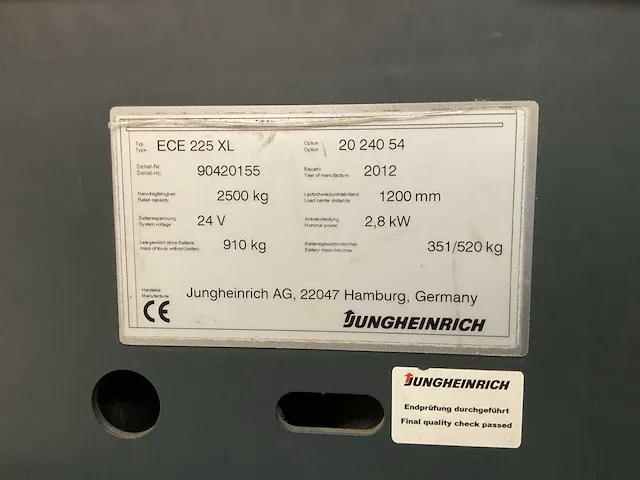 Typ ECE 225 XL Option 20 240 54
Type Option
Serial-Nr. 90420155 Baujahr 2012
Serial-no. Year of manufacture
Nenntragfähigkeit 2500 kg Lastschwerpunktabstand 1200 mm
Rated capacity Load center distance
Batteriespannung 24 V Antriebsleistung 2,8 kW
System voltage Nominal power
Leergewicht ohne Batterie 910 kg Batteriegewicht min/max 351/520 kg
mass of truck without battery Battery mass min/max
Hersteller Jungheinrich AG, 22047 Hamburg, Germany
Manufacturer
CE JUNGHEINRICH
JUNGHEINRICH
Endprüfung durchgeführt
Final quality check passed